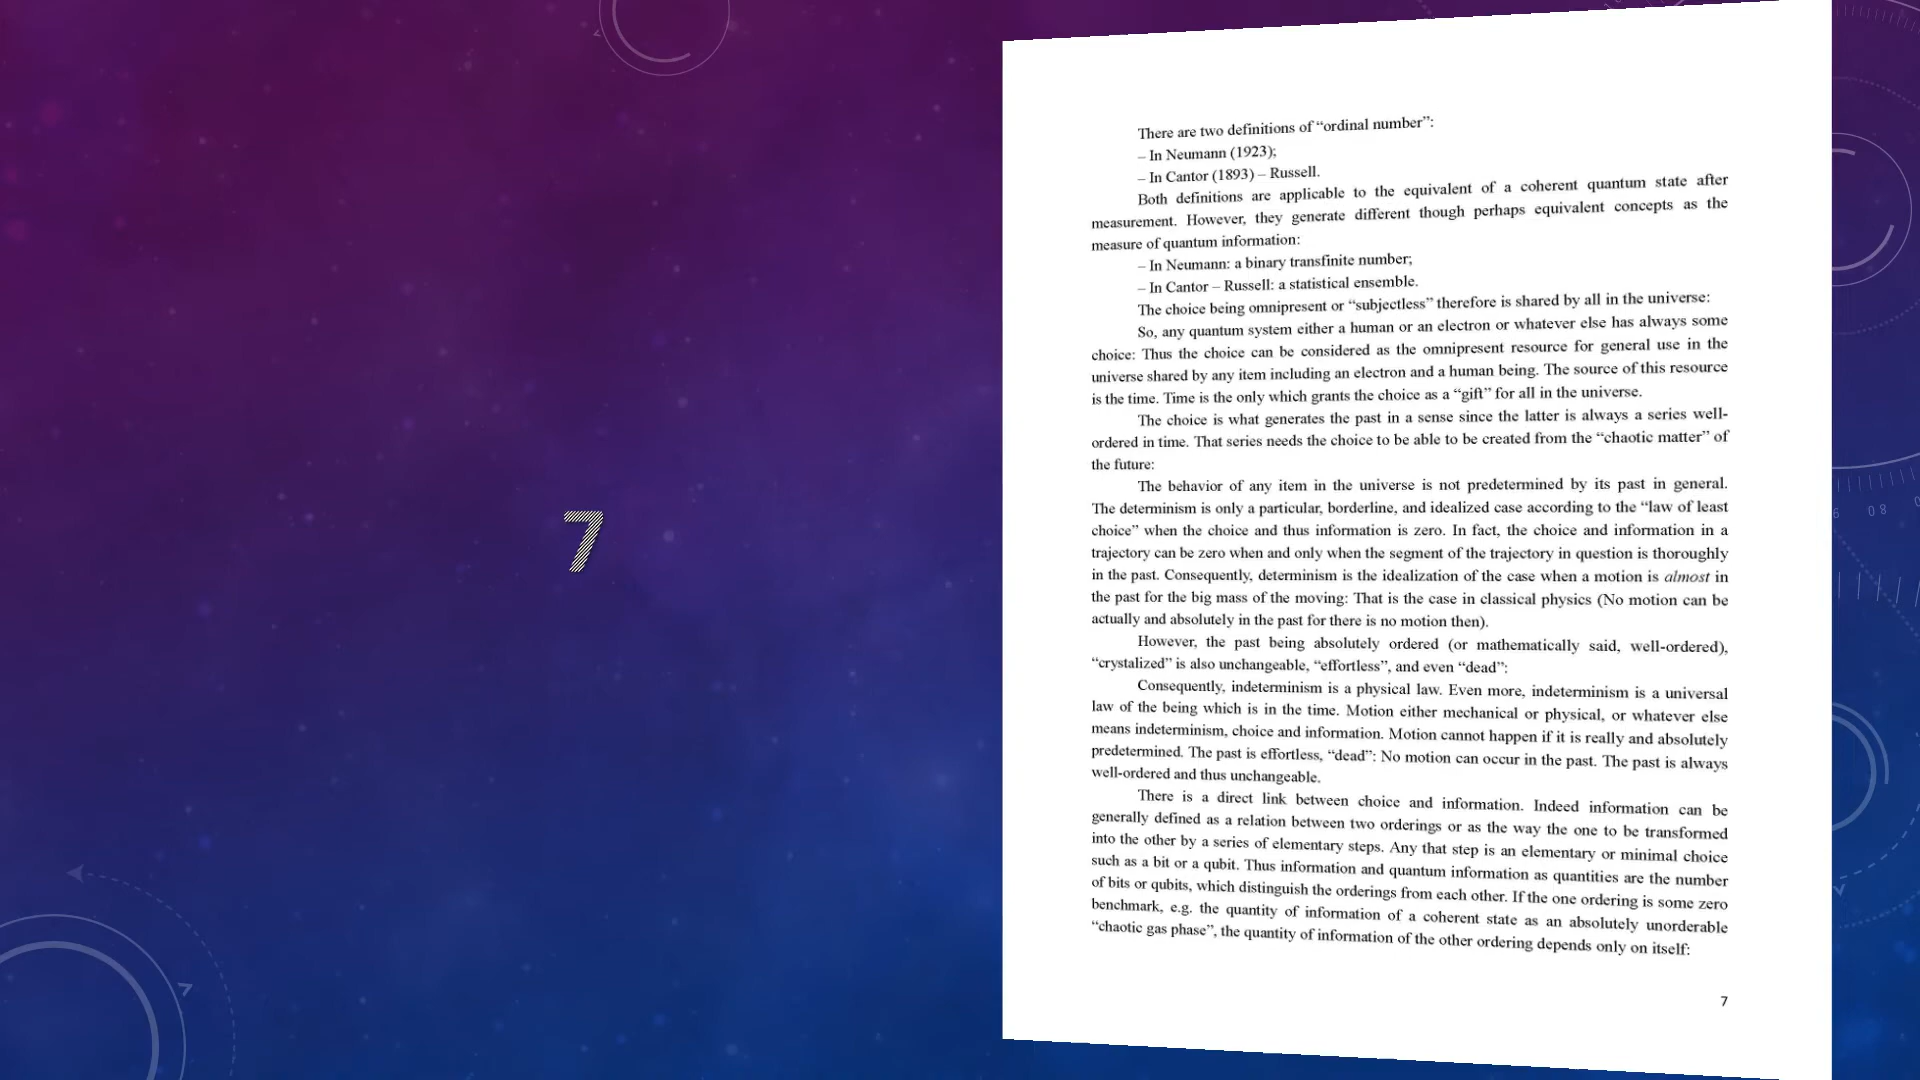 7
There are two definitions of “ordinal number”:
– In Neumann (1923);
– In Cantor (1893) – Russell.
Both definitions are applicable to the equivalent of a coherent quantum state after
measurement. However, they generate different though perhaps equivalent concepts as the
measure of quantum information:
– In Neumann: a binary transfinite number;
– In Cantor – Russell: a statistical ensemble.
The choice being omnipresent or “subjectless” therefore is shared by all in the universe:
So, any quantum system either a human or an electron or whatever else has always some
choice: Thus the choice can be considered as the omnipresent resource for general use in the
universe shared by any item including an electron and a human being. The source of this resource
is the time. Time is the only which grants the choice as a “gift” for all in the universe.
The choice is what generates the past in a sense since the latter is always a series well-
ordered in time. That series needs the choice to be able to be created from the “chaotic matter” of
the future:
The behavior of any item in the universe is not predetermined by its past in general.
The determinism is only a particular, borderline, and idealized case according to the “law of least
choice” when the choice and thus information is zero. In fact, the choice and information in a
trajectory can be zero when and only when the segment of the trajectory in question is thoroughly
in the past. Consequently, determinism is the idealization of the case when a motion is almost in
the past for the big mass of the moving: That is the case in classical physics (No motion can be
actually and absolutely in the past for there is no motion then).
However, the past being absolutely ordered (or mathematically said, well-ordered),
“crystalized” is also unchangeable, “effortless”, and even “dead”:
Consequently, indeterminism is a physical law. Even more, indeterminism is a universal
law of the being which is in the time. Motion either mechanical or physical, or whatever else
means indeterminism, choice and information. Motion cannot happen if it is really and absolutely
predetermined. The past is effortless, “dead”: No motion can occur in the past. The past is always
well-ordered and thus unchangeable.
There is a direct link between choice and information. Indeed information can be
generally defined as a relation between two orderings or as the way the one to be transformed
into the other by a series of elementary steps. Any that step is an elementary or minimal choice
such as a bit or a qubit. Thus information and quantum information as quantities are the number
of bits or qubits, which distinguish the orderings from each other. If the one ordering is some zero
benchmark, e.g. the quantity of information of a coherent state as an absolutely unorderable
“chaotic gas phase”, the quantity of information of the other ordering depends only on itself:
7